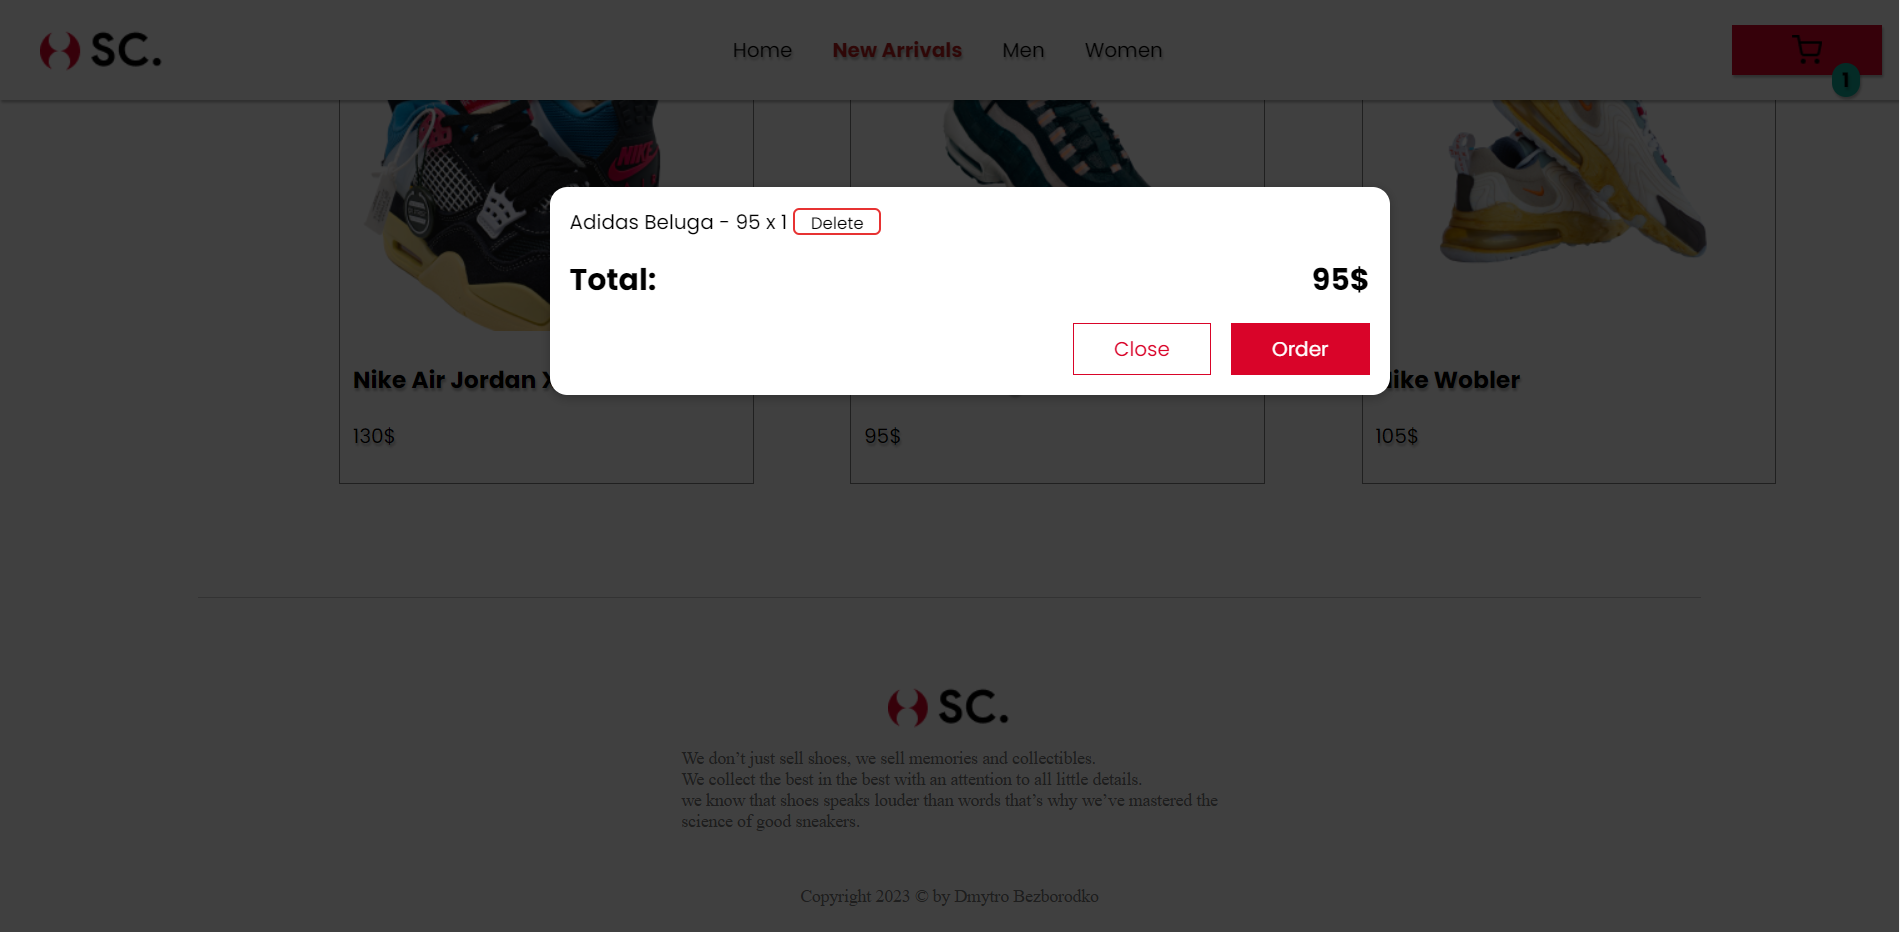 SC.
Home
New Arrivals
Men
Women
1
NIKE
Adidas Beluga - 95 x 1
Delete
Total:
95$
Close
Order
Nike Air Jordan
Wobler
130$
95$
105$
SC.
We don’t just sell shoes, we sell memories and collectibles.
We collect the best in the best with an attention to all little details.
we know that shoes speaks louder than words that’s why we’ve mastered the
science of good sneakers.
Copyright 2023 © by Dmytro Bezborodko